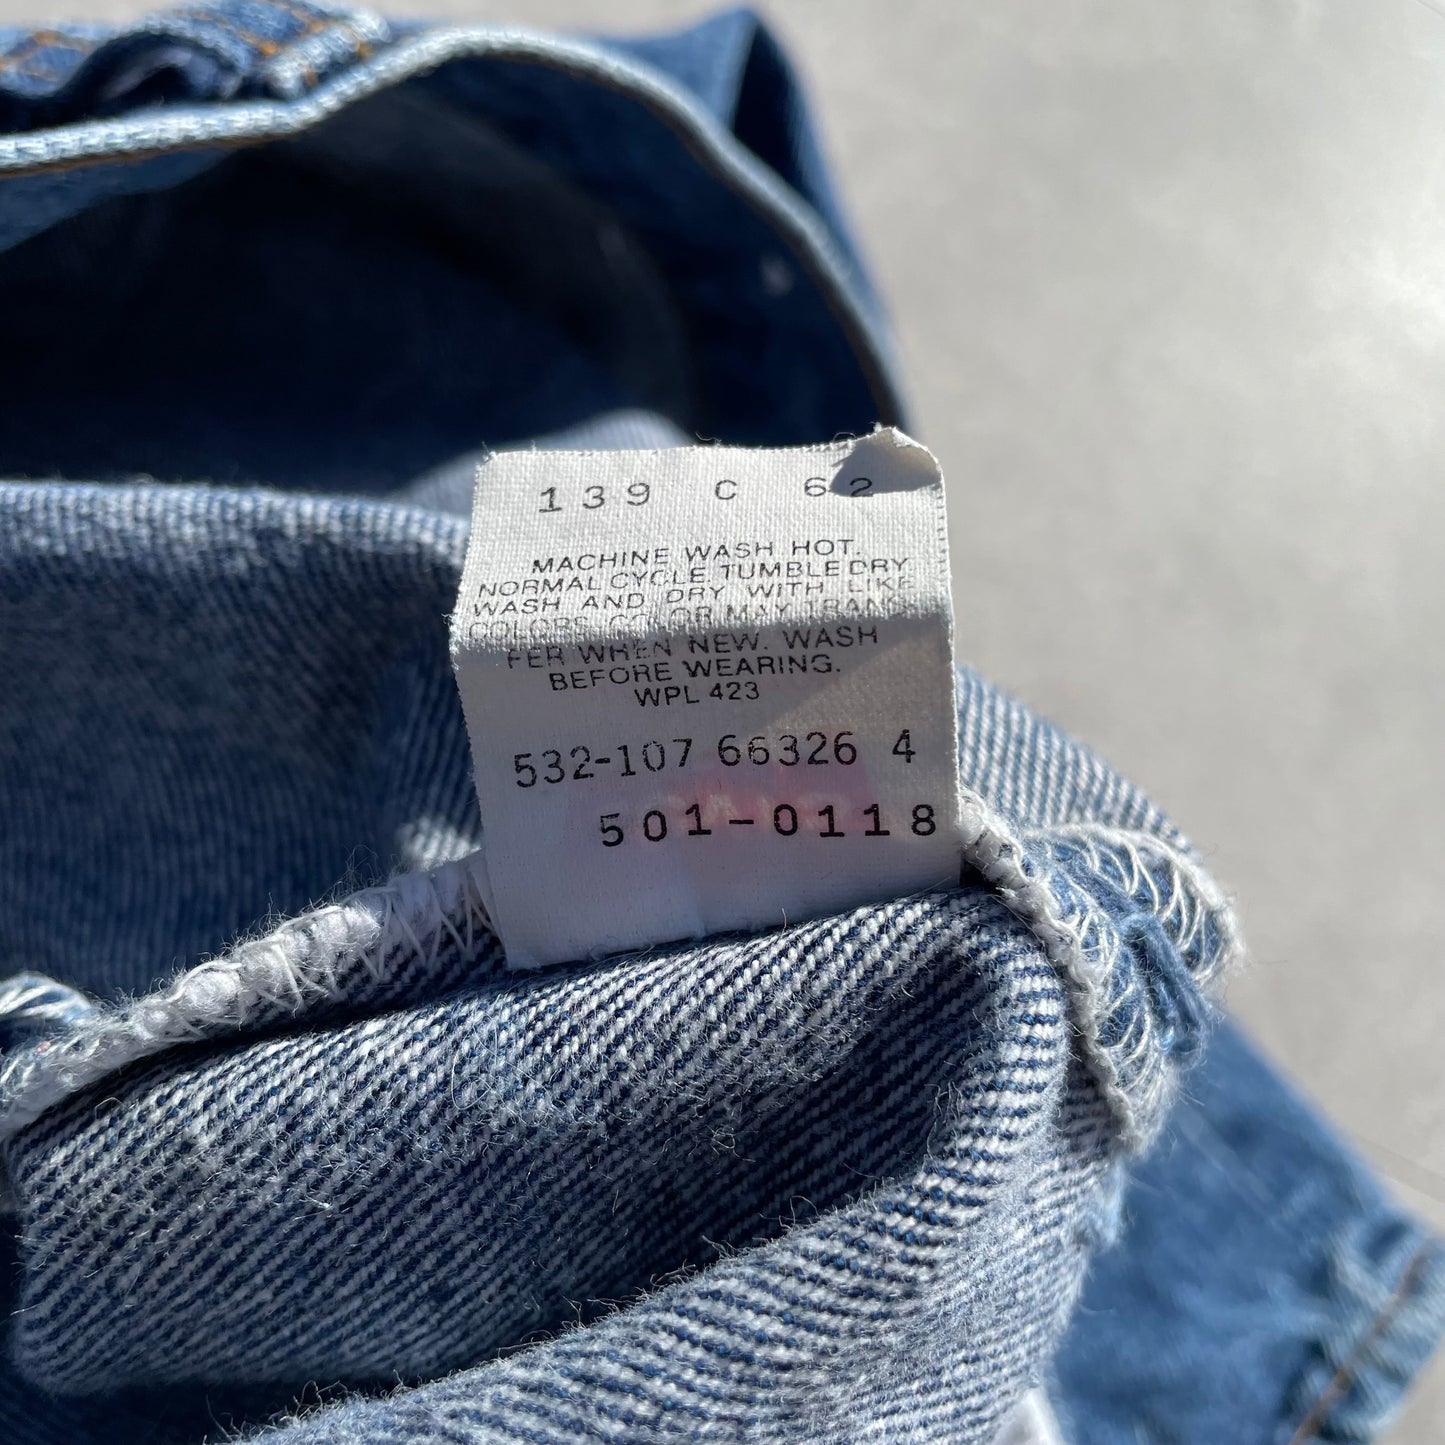 139 C 62
MACHINE WASH HOT.
NORMAL CYCLE. TUMBLE DRY.
WASH AND DRY WITH LIKE
COLORS. COLOR MAY TRANS-
FER WHEN NEW. WASH
BEFORE WEARING.
WPL 423
532-107 66326 4
501-0118